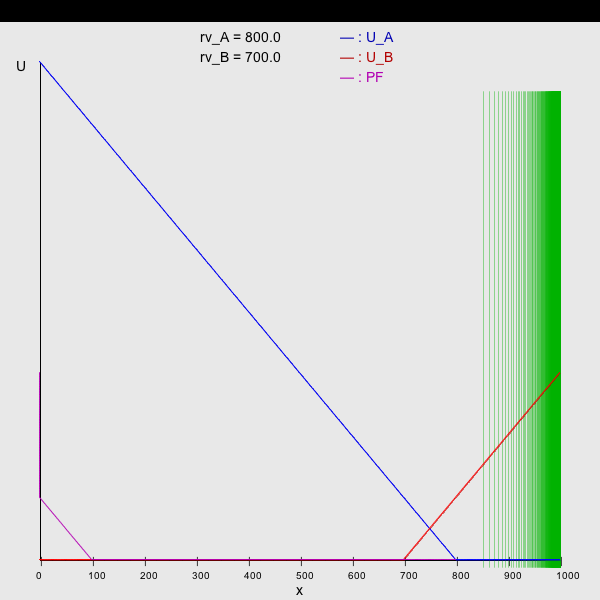 rv_A = 800.0 — : U_A
rv_B = 700.0 — : U_B
— : PF
U
0 100 200 300 400 500 600 700 800 900 1000
x